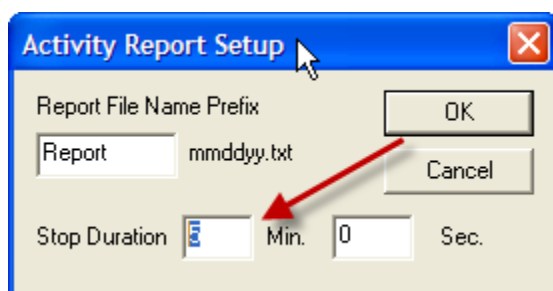 Activity Report Setup
Report File Name Prefix
OK
Report mmddyy.txt
Cancel
Stop Duration Min. 0 Sec.